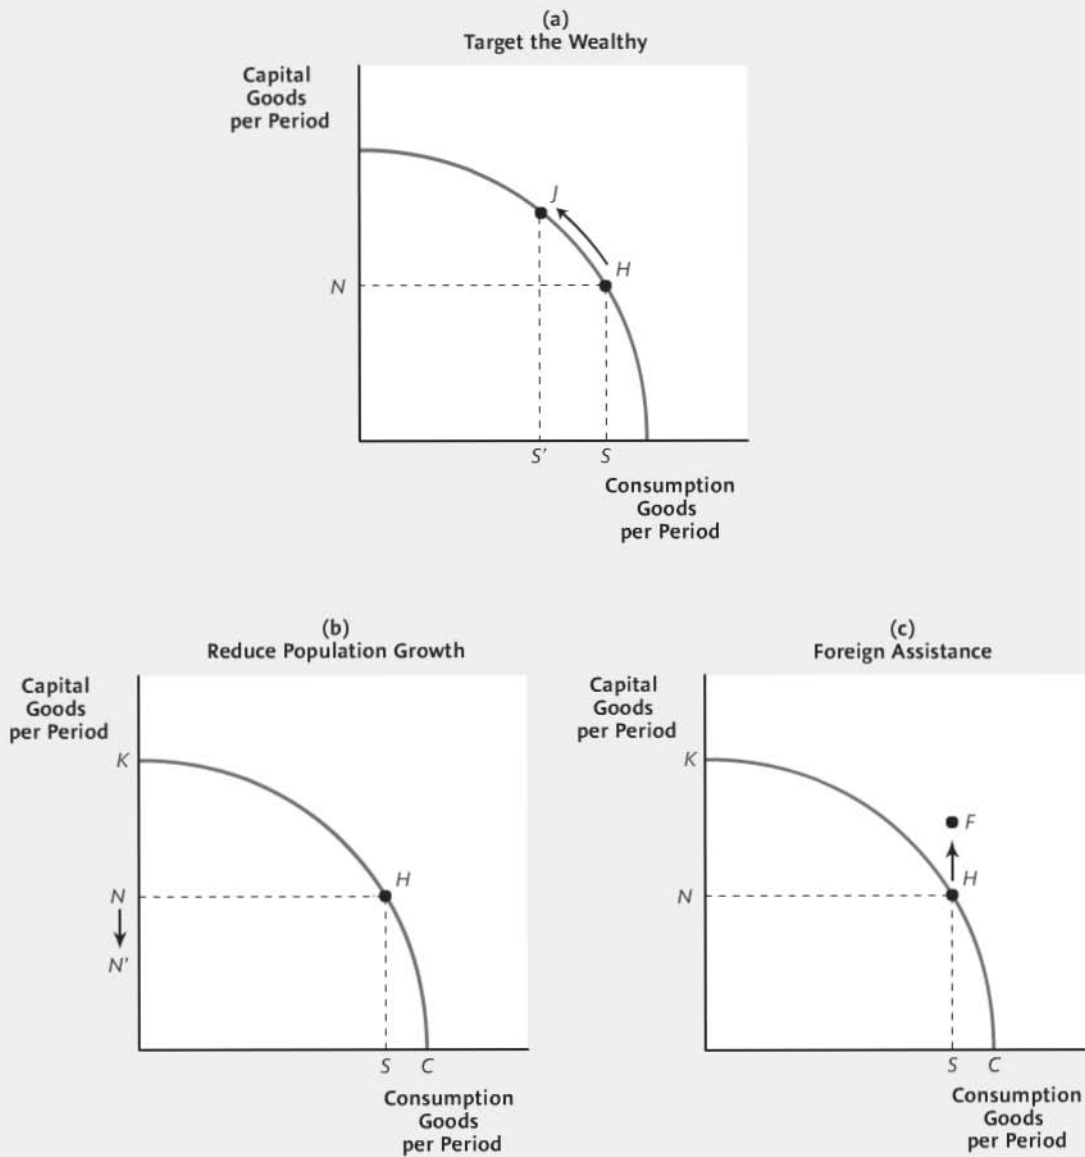 (a)
Target the Wealthy
Capital
Goods
per Period
J
H
N
S'
S
Consumption
Goods
per Period
(b)
Reduce Population Growth
Capital
Goods
per Period
K
H
N
N'
S
C
Consumption
Goods
per Period
(c)
Foreign Assistance
Capital
Goods
per Period
K
F
H
N
S
C
Consumption
Goods
per Period